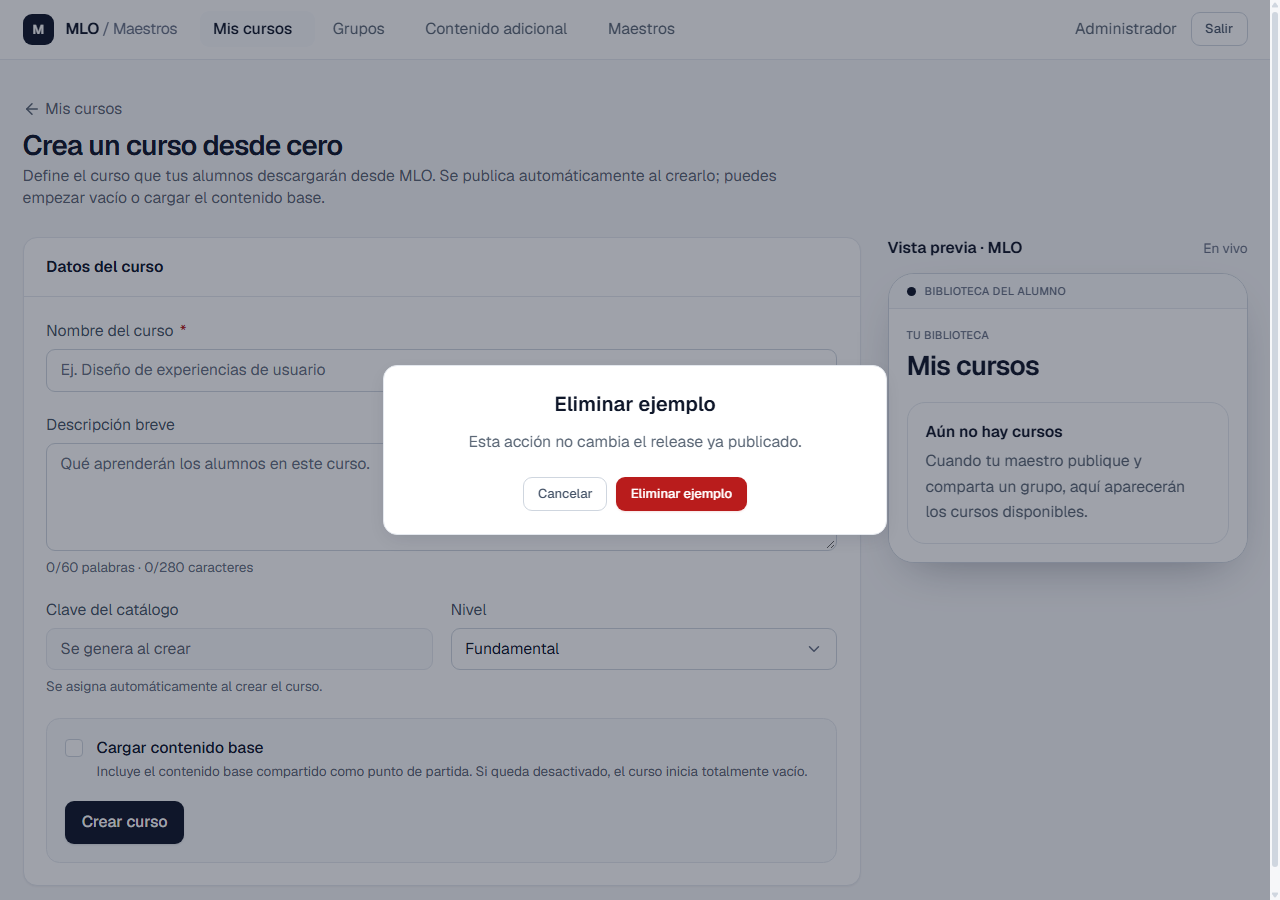 M MLO / Maestros Mis cursos Grupos Contenido adicional Maestros Administrador Salir
← Mis cursos
Crea un curso desde cero
Define el curso que tus alumnos descargarán desde MLO. Se publica automáticamente al crearlo; puedes
empezar vacío o cargar el contenido base.
Datos del curso
Nombre del curso *
Ej. Diseño de experiencias de usuario
Descripción breve
Qué aprenderán los alumnos en este curso.
0/60 palabras · 0/280 caracteres
Clave del catálogo
Se genera al crear
Se asigna automáticamente al crear el curso.
Nivel
Fundamental
Cargar contenido base
Incluye el contenido base compartido como punto de partida. Si queda desactivado, el curso inicia totalmente vacío.
Crear curso
Eliminar ejemplo
Esta acción no cambia el release ya publicado.
Cancelar Eliminar ejemplo
Vista previa · MLO En vivo
BIBLIOTECA DEL ALUMNO
TU BIBLIOTECA
Mis cursos
Aún no hay cursos
Cuando tu maestro publique y
comparta un grupo, aquí aparecerán
los cursos disponibles.